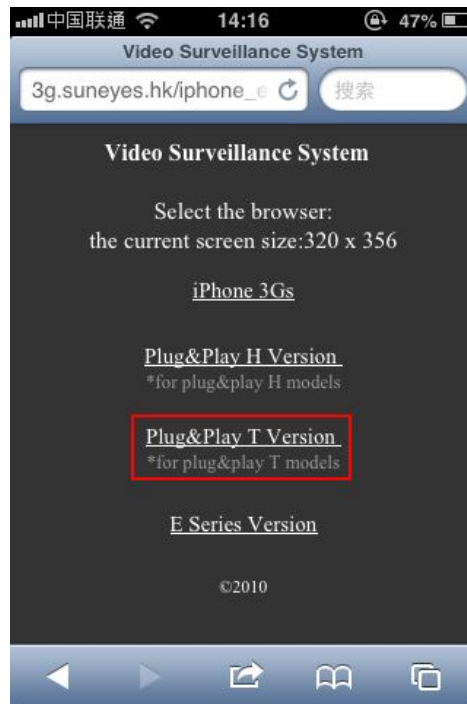 中国联通 14:16 47%
Video Surveillance System
3g.suneyes.hk/iphone_e 搜索
Video Surveillance System
Select the browser:
the current screen size:320 x 356
iPhone 3Gs
Plug&Play H Version
*for plug&play H models
Plug&Play T Version
*for plug&play T models
E Series Version
©2010